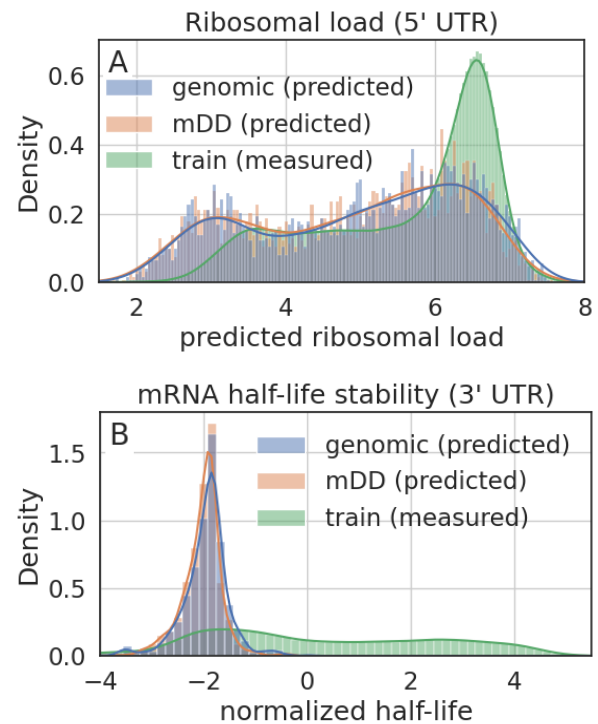 Ribosomal load (5' UTR)
A
genomic (predicted)
mDD (predicted)
train (measured)
Density
0.6
0.4
0.2
0.0
2 4 6 8
predicted ribosomal load
mRNA half-life stability (3' UTR)
B
genomic (predicted)
mDD (predicted)
train (measured)
Density
1.5
1.0
0.5
0.0
−4 −2 0 2 4
normalized half-life